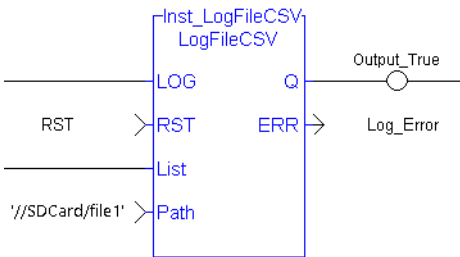 Inst_LogFileCSV
LogFileCSV
Output_True
LOG Q
RST RST ERR Log_Error
List
'//SDCard/file1' Path